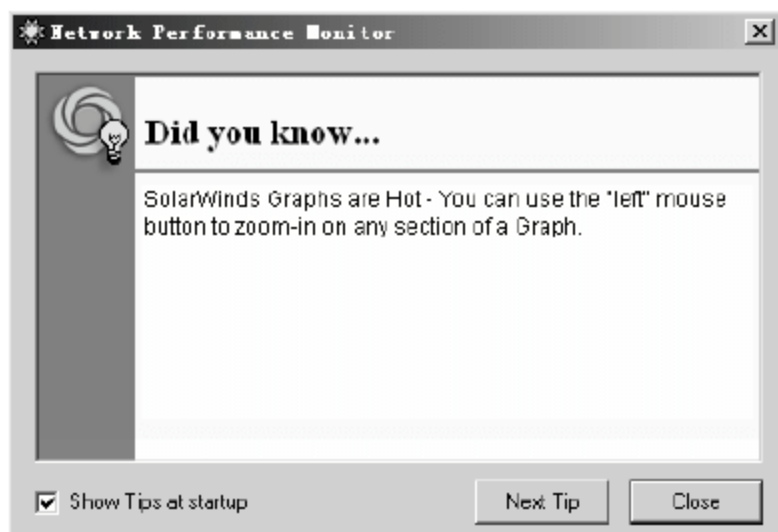 Network Performance Monitor
Did you know...
SolarWinds Graphs are Hot - You can use the "left" mouse
button to zoom-in on any section of a Graph.
Show Tips at startup
Next Tip
Close